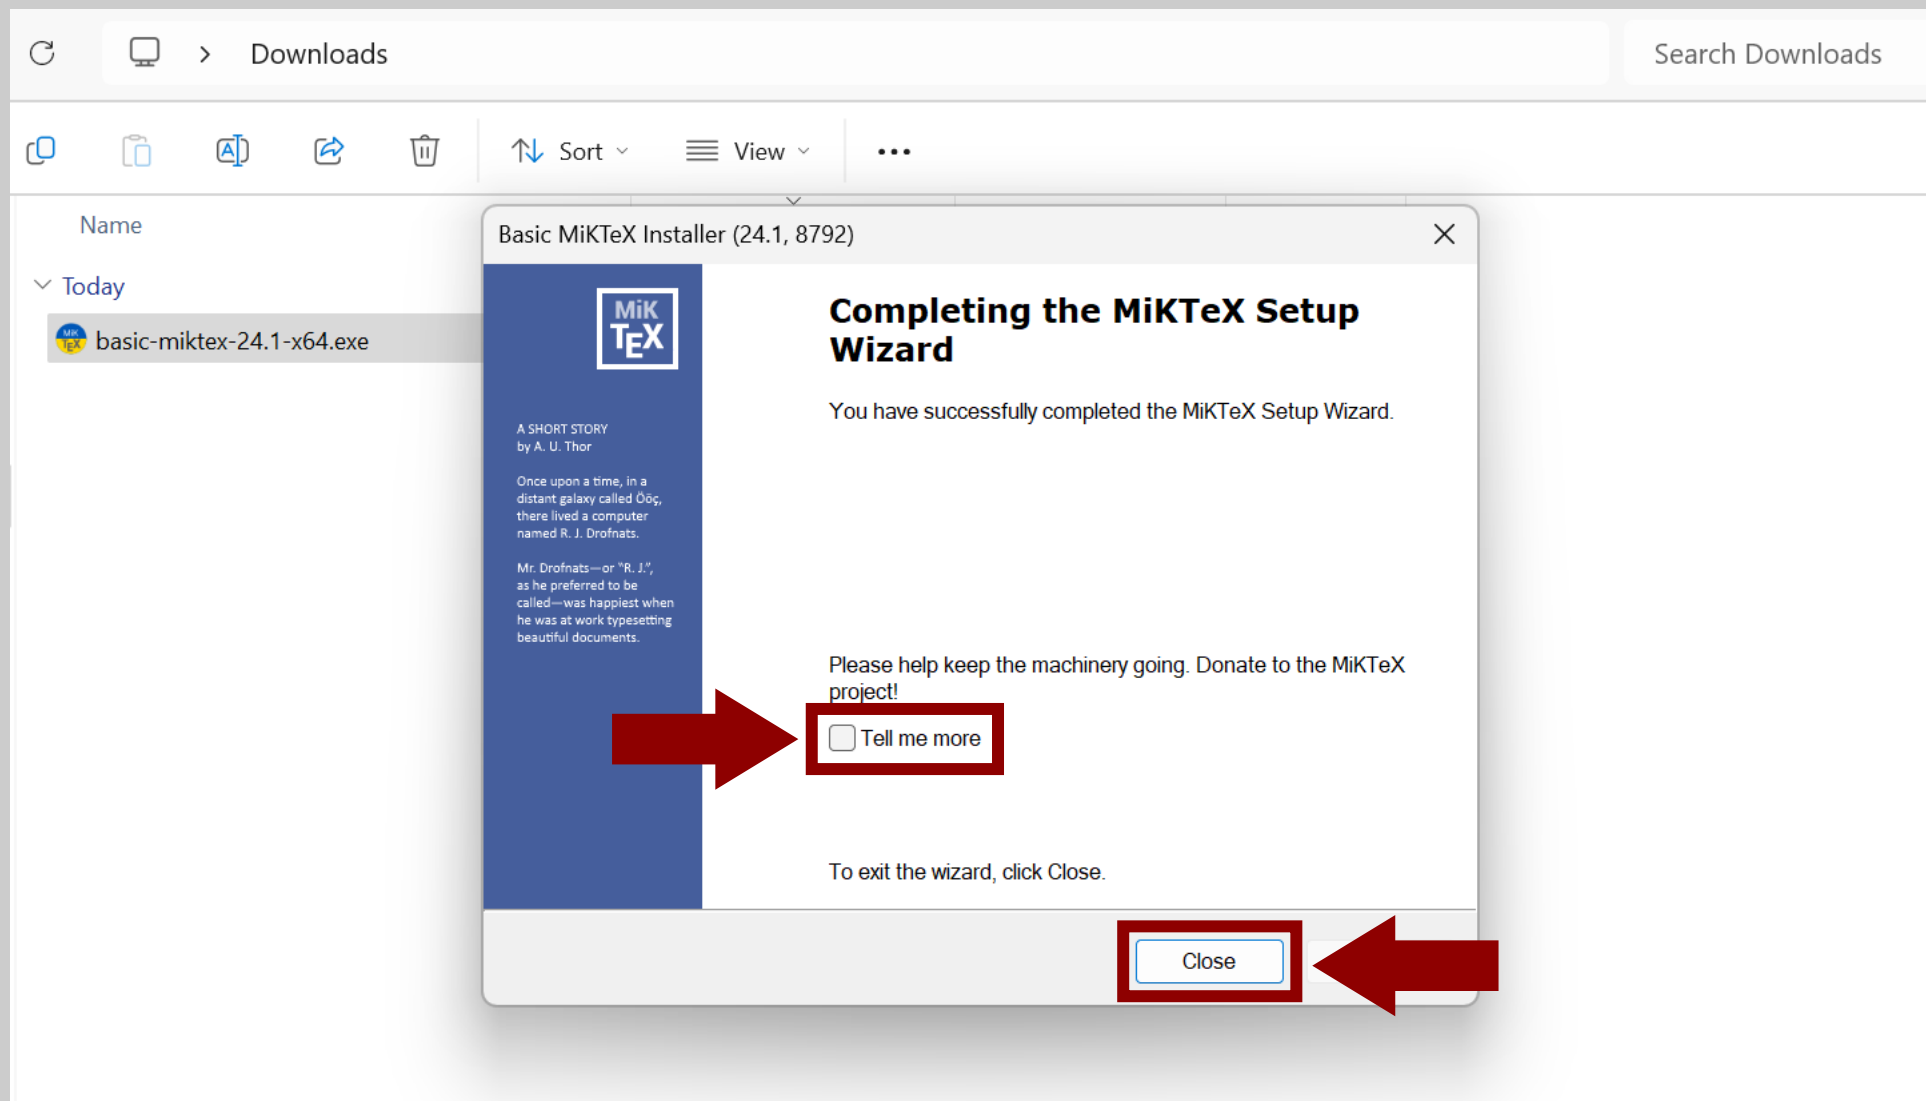 Downloads
Search Downloads
Sort
View
Name
Today
basic-miktex-24.1-x64.exe
Basic MiKTeX Installer (24.1, 8792)
MiK
TEX
A SHORT STORY
by A. U. Thor
Once upon a time, in a
distant galaxy called Ööç,
there lived a computer
named R. J. Drofnats.
Mr. Drofnats—or “R. J.”,
as he preferred to be
called—was happiest when
he was at work typesetting
beautiful documents.
Completing the MiKTeX Setup
Wizard
You have successfully completed the MiKTeX Setup Wizard.
Please help keep the machinery going. Donate to the MiKTeX
project!
Tell me more
To exit the wizard, click Close.
Close